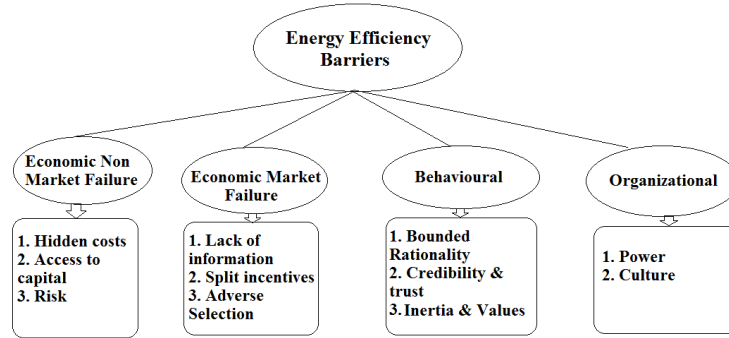 Energy Efficiency
Barriers
Economic Non
Market Failure
Economic Market
Failure
Behavioural
Organizational
1. Hidden costs
2. Access to
capital
3. Risk
1. Lack of
information
2. Split incentives
3. Adverse
Selection
1. Bounded
Rationality
2. Credibility &
trust
3.Inertia & Values
1. Power
2. Culture